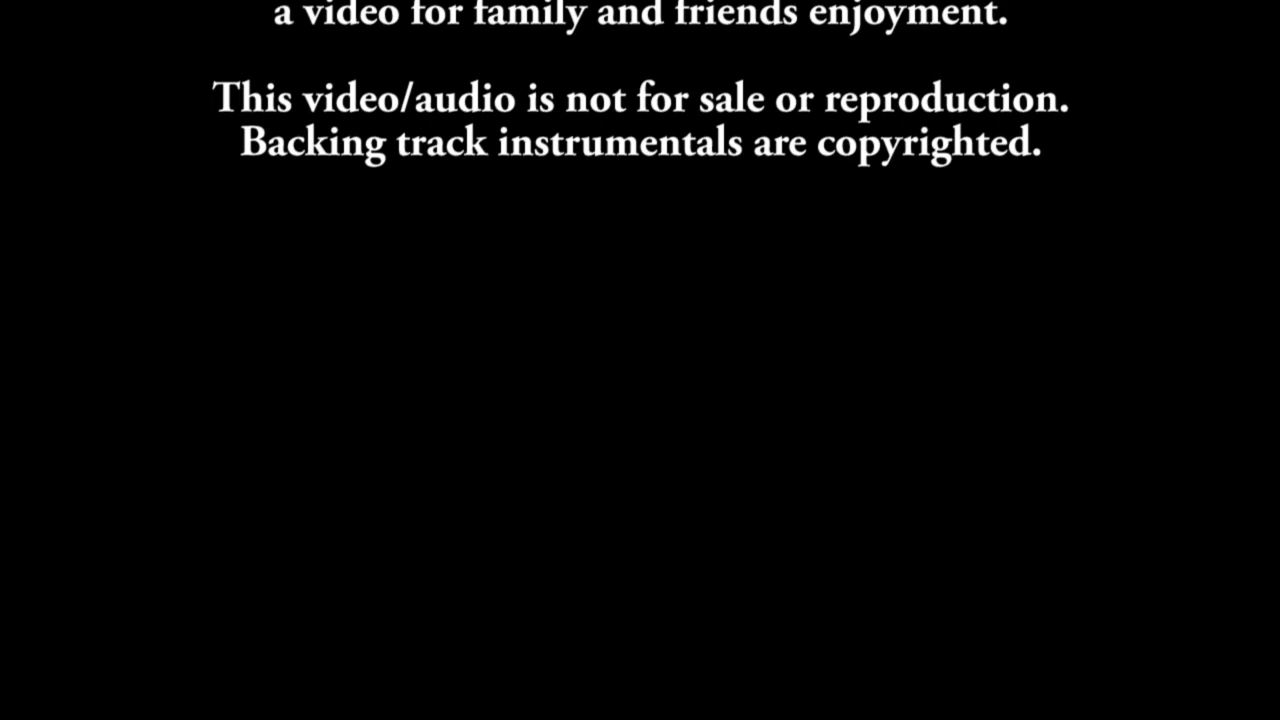 a video for family and friends enjoyment.
This video/audio is not for sale or reproduction.
Backing track instrumentals are copyrighted.